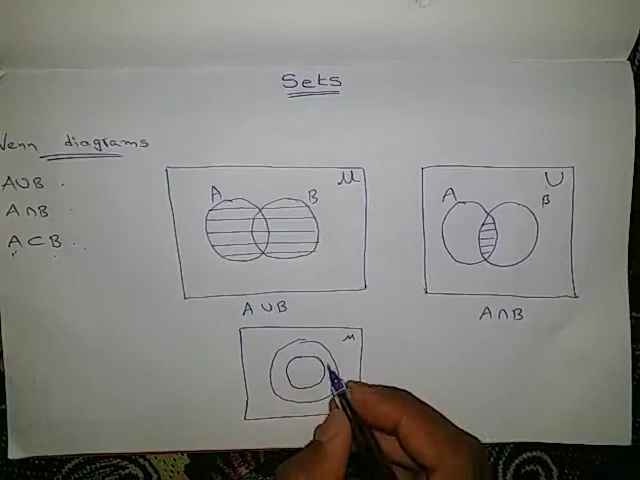 Sets
Venn diagrams
A∪B .
A∩B .
A⊂B ..
A B μ
A∪B
A B U
A∩B
μ